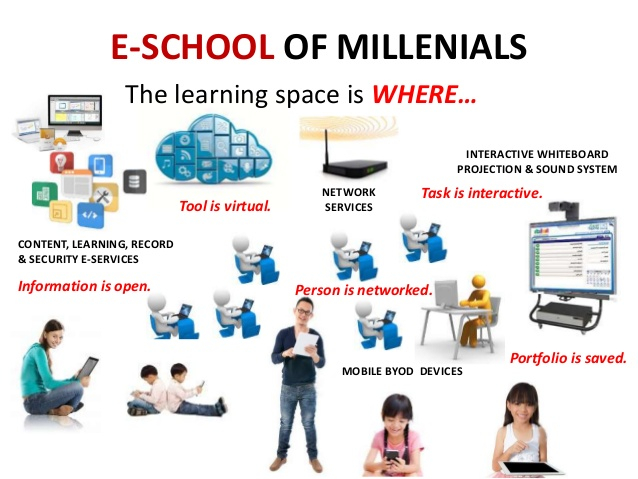 E-SCHOOL OF MILLENIALS
The learning space is WHERE...
INTERACTIVE WHITEBOARD
PROJECTION & SOUND SYSTEM
NETWORK
SERVICES
Task is interactive.
Tool is virtual.
CONTENT, LEARNING, RECORD
& SECURITY E-SERVICES
Information is open.
Person is networked.
Portfolio is saved.
MOBILE BYOD DEVICES